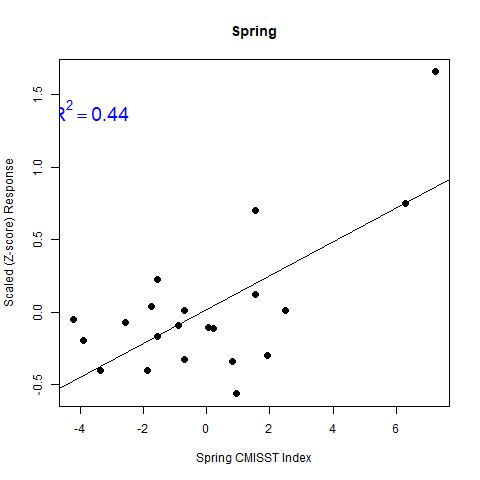 Spring
R² = 0.44
Scaled (Z-score) Response
1.5
1.0
0.5
0.0
-0.5
-4 -2 0 2 4 6
Spring CMISST Index